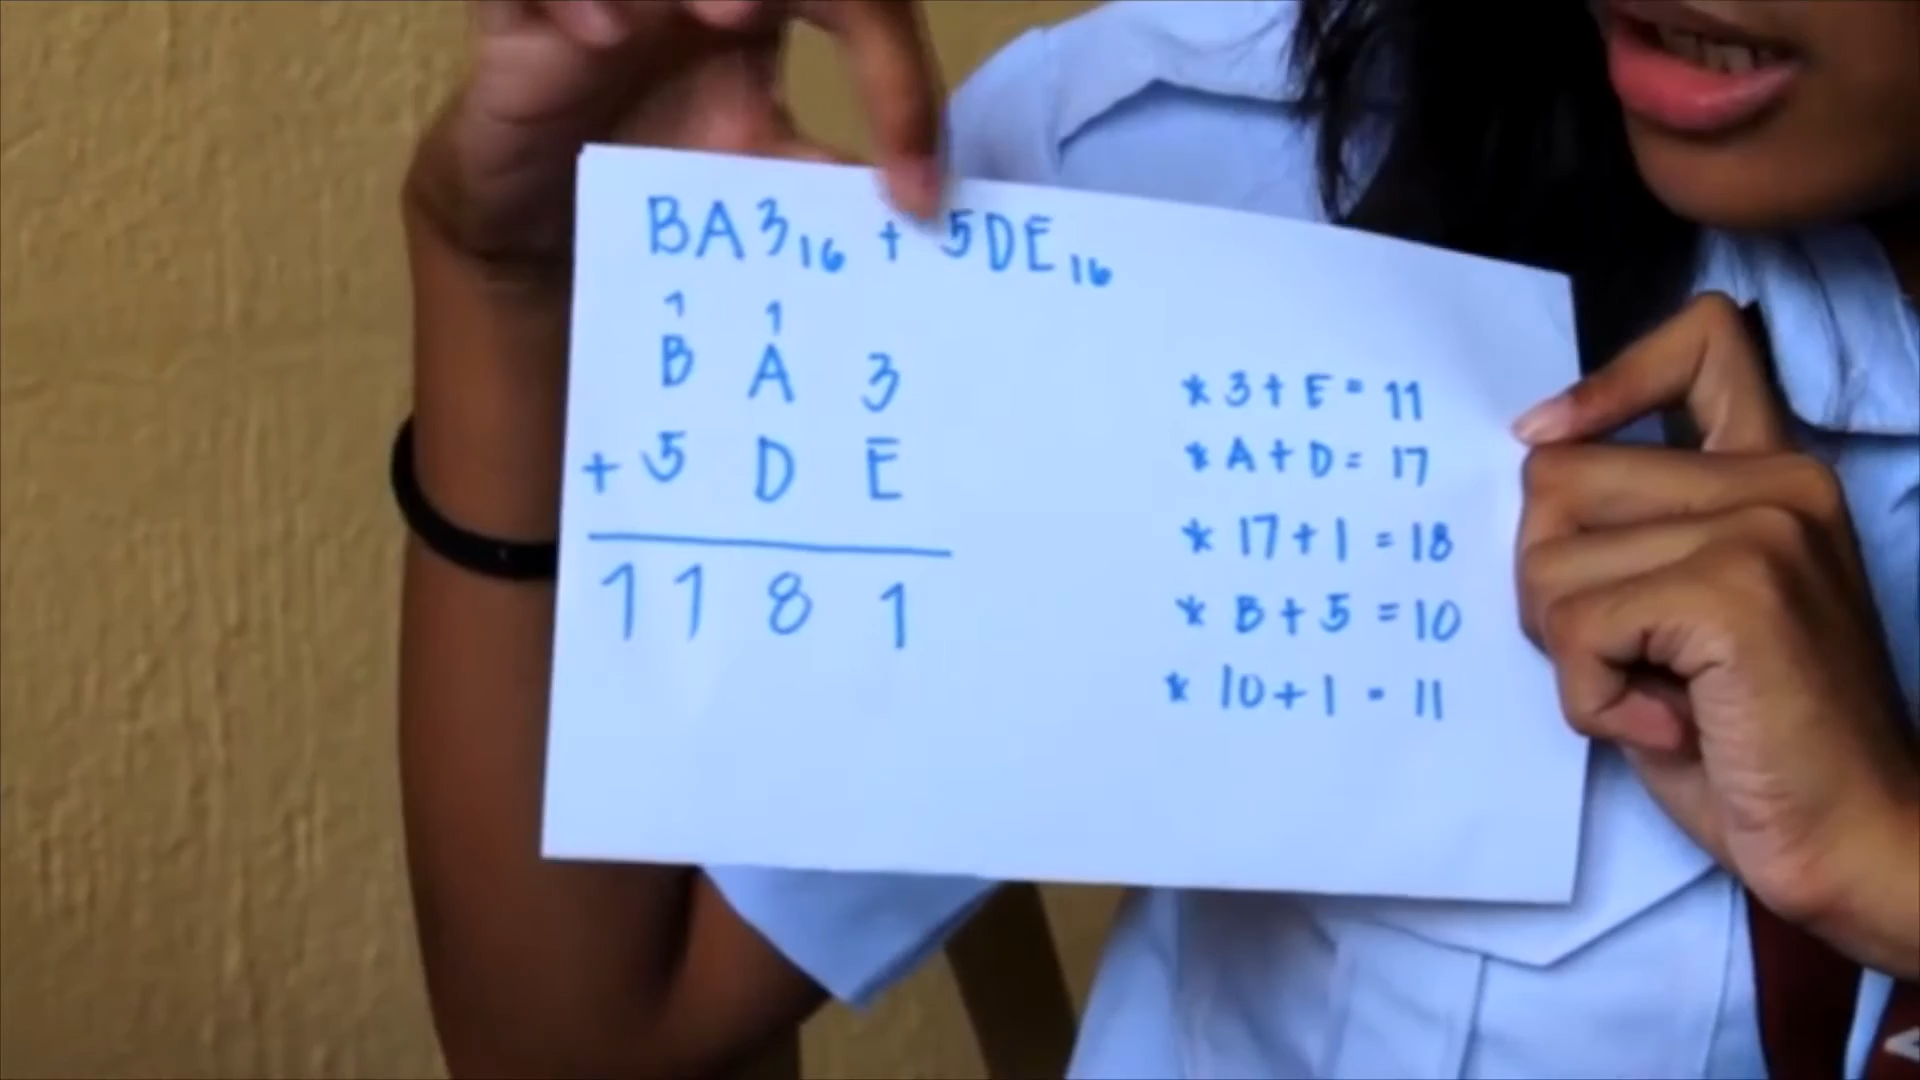 BA3₁₆ + 5DE₁₆
1 1
B A 3
+ 5 D E
1 1 8 1
* 3 + E = 11
* A + D = 17
* 17 + 1 = 18
* B + 5 = 10
* 10 + 1 = 11